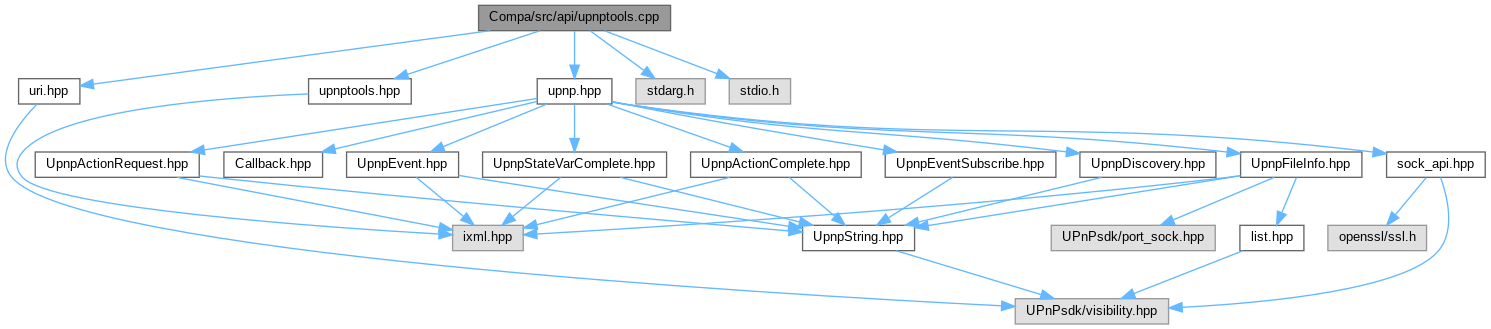 Compa/src/api/upnptools.cpp
uri.hpp
upnptools.hpp
upnp.hpp
stdarg.h
stdio.h
UpnpActionRequest.hpp
Callback.hpp
UpnpEvent.hpp
UpnpStateVarComplete.hpp
UpnpActionComplete.hpp
UpnpEventSubscribe.hpp
UpnpDiscovery.hpp
UpnpFileInfo.hpp
sock_api.hpp
ixml.hpp
UpnpString.hpp
UPnPsdk/port_sock.hpp
list.hpp
openssl/ssl.h
UPnPsdk/visibility.hpp